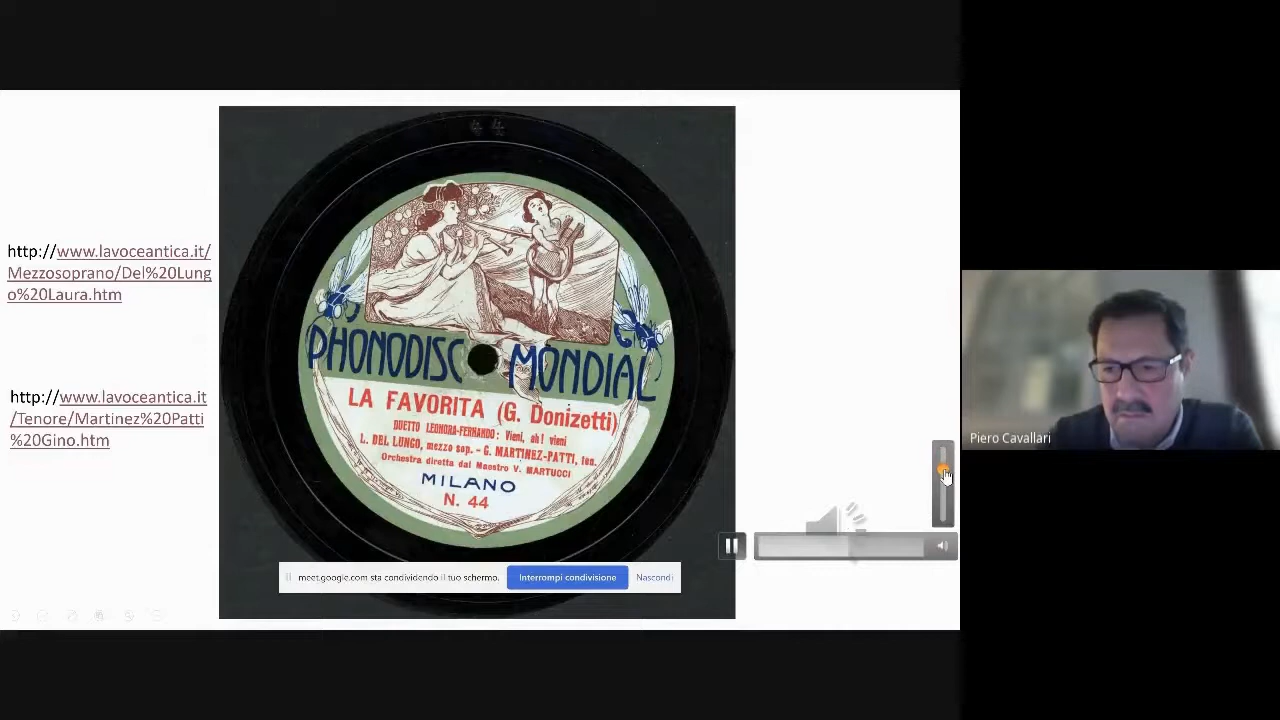 http://www.lavoceantica.it/
Mezzosoprano/Del%20Lung
o%20Laura.htm
http://www.lavoceantica.it
/Tenore/Martinez%20Patti
%20Gino.htm
44
PHONODISC MONDIAL
LA FAVORITA (G. Donizetti)
DUETTO LEONORA-FERNANDO: Vieni, ah! vieni
L. DEL LUNGO, mezzo sop. - G. MARTINEZ-PATTI, ten.
Orchestra diretta dal Maestro V. MARTUCCI
MILANO
N. 44
meet.google.com sta condividendo il tuo schermo.
Interrompi condivisione
Nascondi
Piero Cavallari